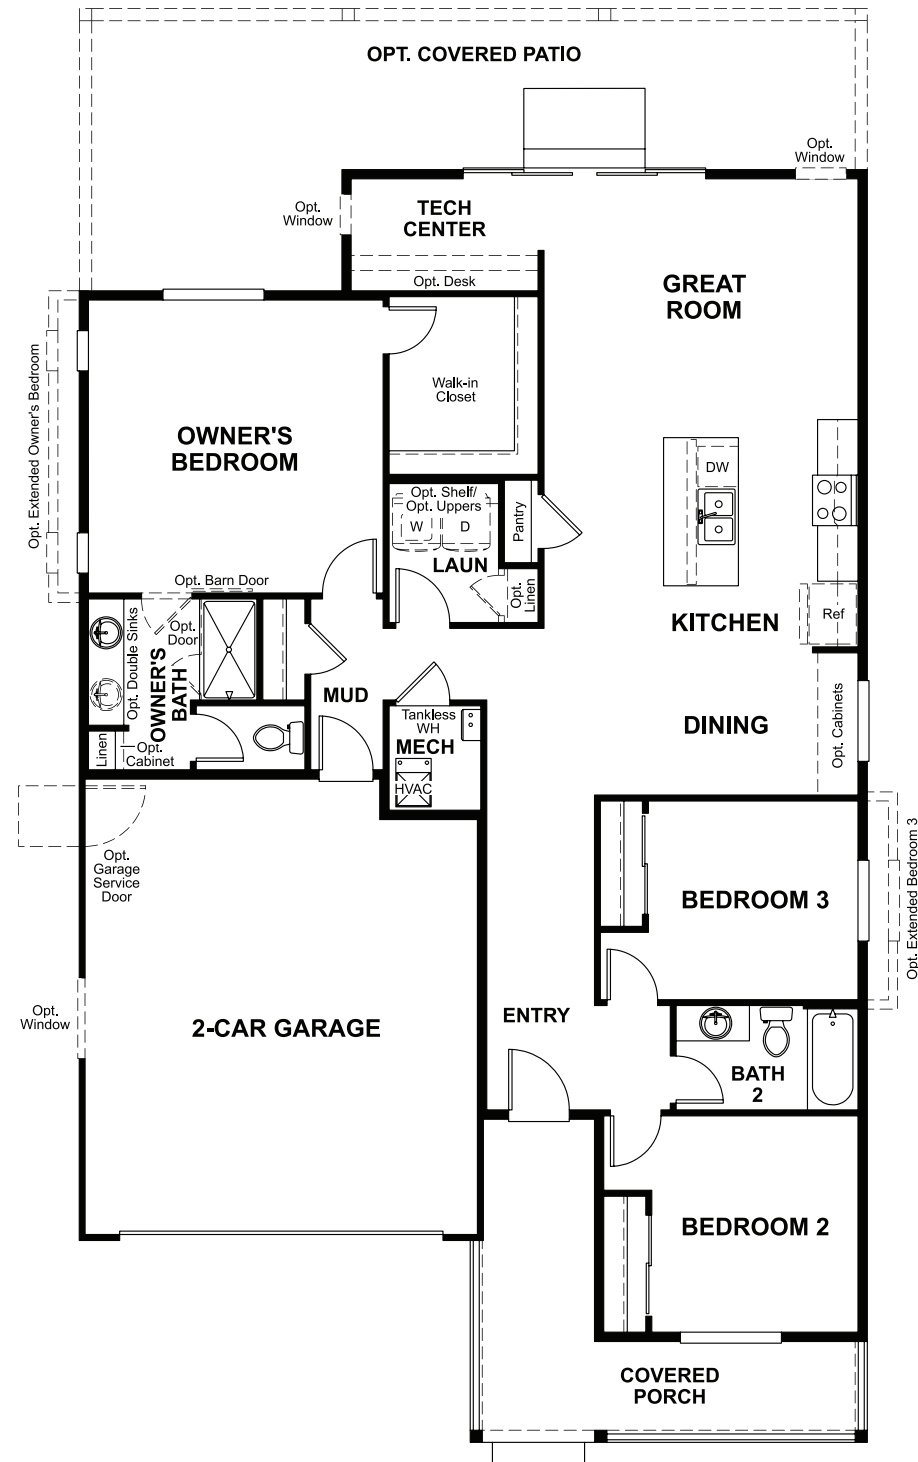 OPT. COVERED PATIO
Opt.
Window
Opt.
Window
TECH
CENTER
Opt. Desk
GREAT
ROOM
Opt. Extended Owner's Bedroom
Walk-in
Closet
OWNER'S
BEDROOM
DW
Opt. Shelf/
Opt. Uppers
W
D
Pantry
LAUN
Opt.
Linen
Opt. Barn Door
Ref
KITCHEN
Opt. Double Sinks
Opt.
Door
OWNER'S
BATH
MUD
Tankless
WH
MECH
HVAC
DINING
Opt. Cabinets
Linen
Opt.
Cabinet
Opt.
Garage
Service
Door
BEDROOM 3
Opt. Extended Bedroom 3
Opt.
Window
2-CAR GARAGE
ENTRY
BATH
2
BEDROOM 2
COVERED
PORCH